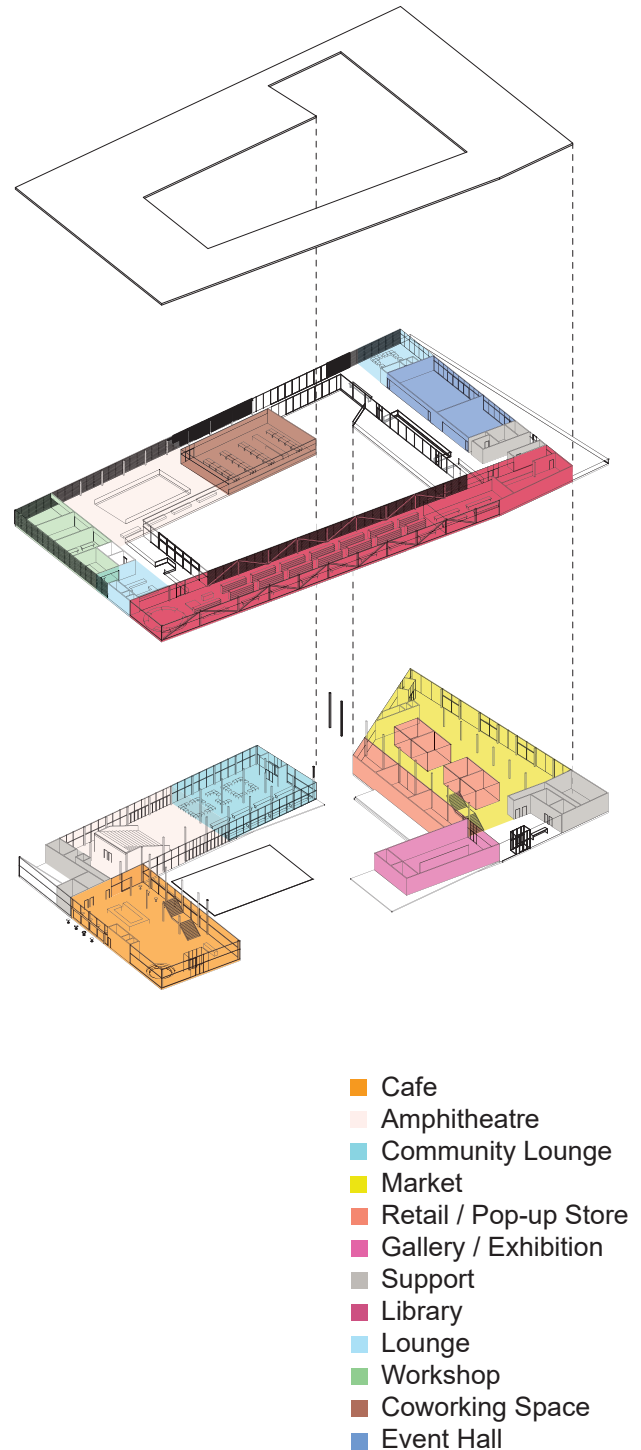 Cafe
Amphitheatre
Community Lounge
Market
Retail / Pop-up Store
Gallery / Exhibition
Support
Library
Lounge
Workshop
Coworking Space
Event Hall